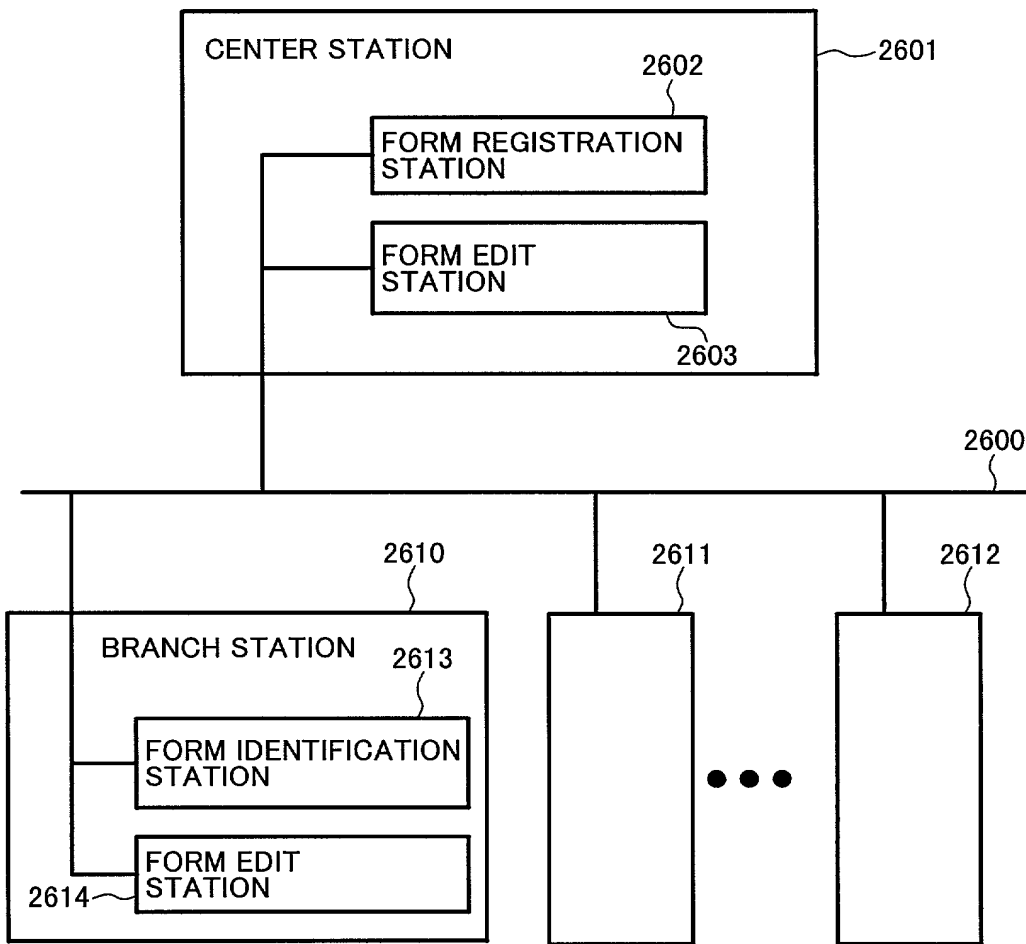 CENTER STATION
2601
2602
FORM REGISTRATION
STATION
FORM EDIT
STATION
2603
2600
2610
2611
2612
BRANCH STATION
2613
FORM IDENTIFICATION
STATION
FORM EDIT
STATION
2614